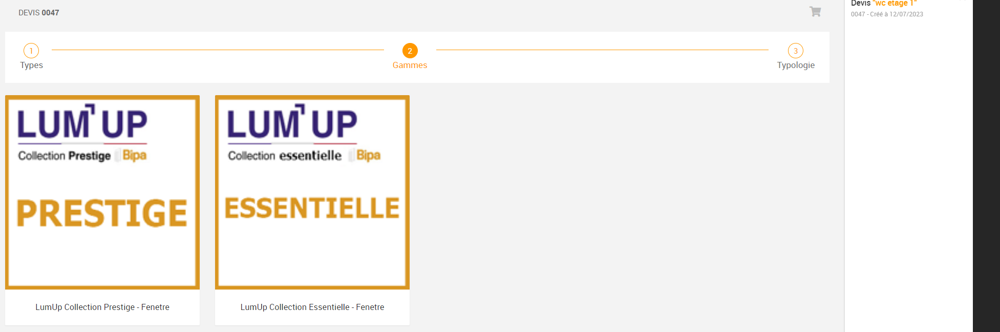 DEVIS 0047
1
Types
2
Gammes
3
Typologie
LUM UP
Collection Prestige Bipa
PRESTIGE
LumUp Collection Prestige - Fenetre
LUM UP
Collection essentielle Bipa
ESSENTIELLE
LumUp Collection Essentielle - Fenetre
Devis "wc etage 1"
0047 - Créé à 12/07/2023